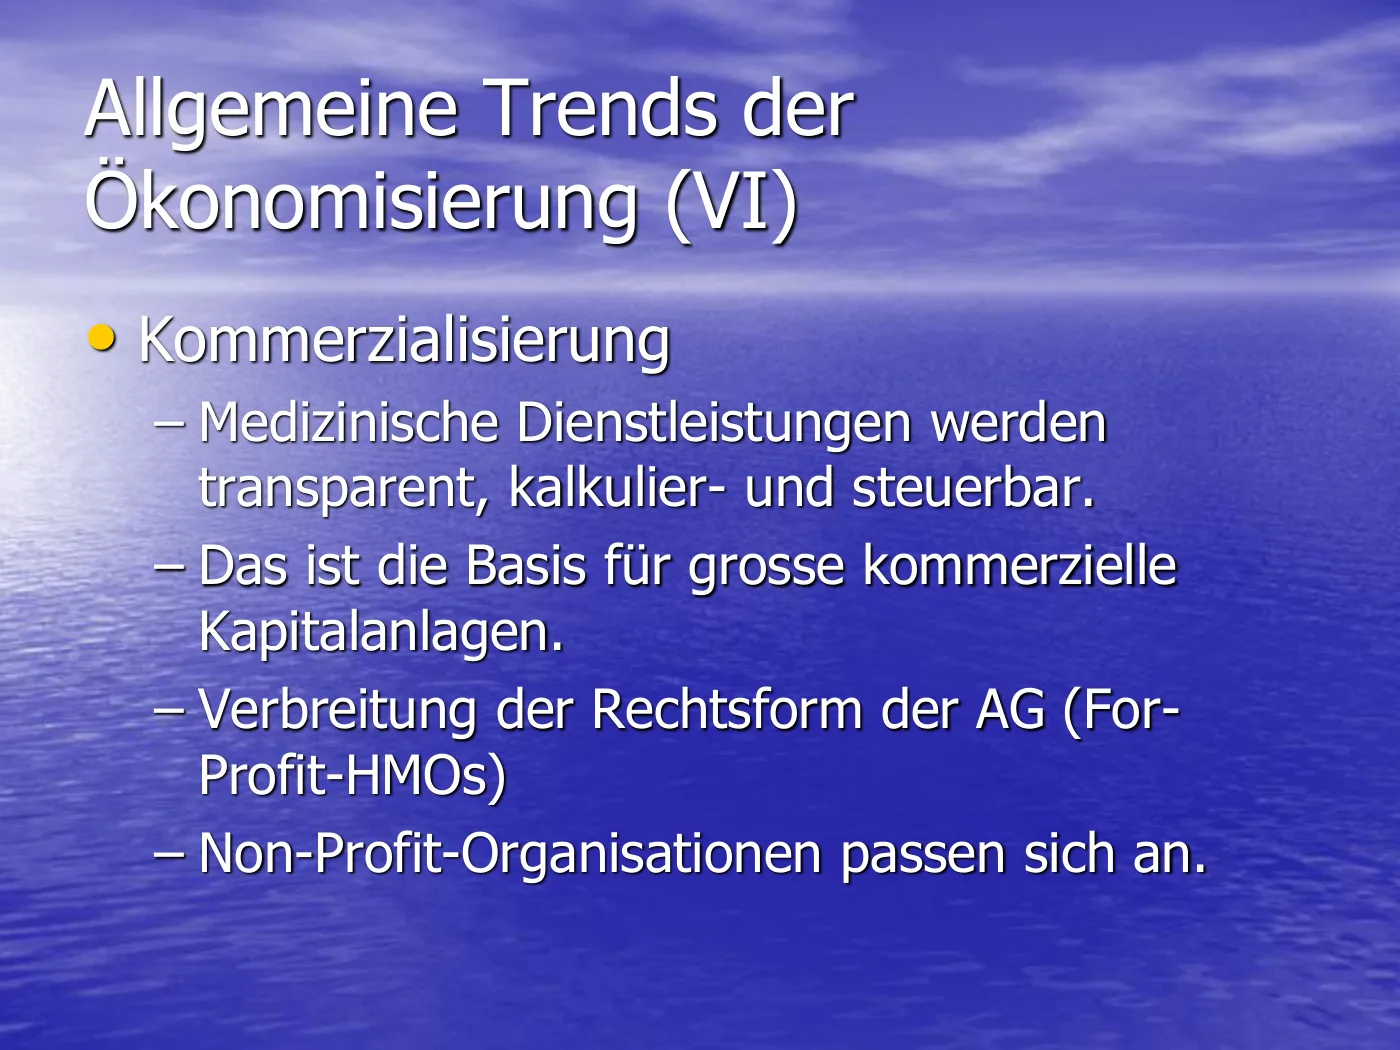 Allgemeine Trends der
Ökonomisierung (VI)
• Kommerzialisierung
– Medizinische Dienstleistungen werden
transparent, kalkulier- und steuerbar.
– Das ist die Basis für grosse kommerzielle
Kapitalanlagen.
– Verbreitung der Rechtsform der AG (For-
Profit-HMOs)
– Non-Profit-Organisationen passen sich an.